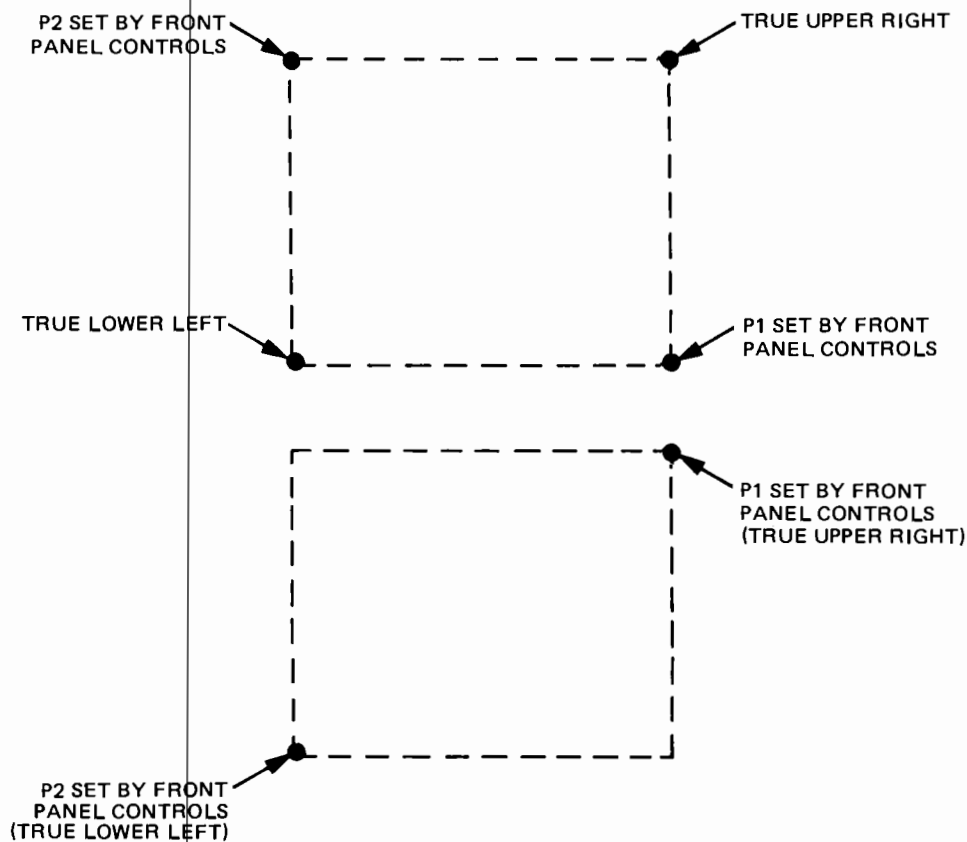 P2 SET BY FRONT
PANEL CONTROLS
TRUE UPPER RIGHT
TRUE LOWER LEFT
P1 SET BY FRONT
PANEL CONTROLS
P1 SET BY FRONT
PANEL CONTROLS
(TRUE UPPER RIGHT)
P2 SET BY FRONT
PANEL CONTROLS
(TRUE LOWER LEFT)